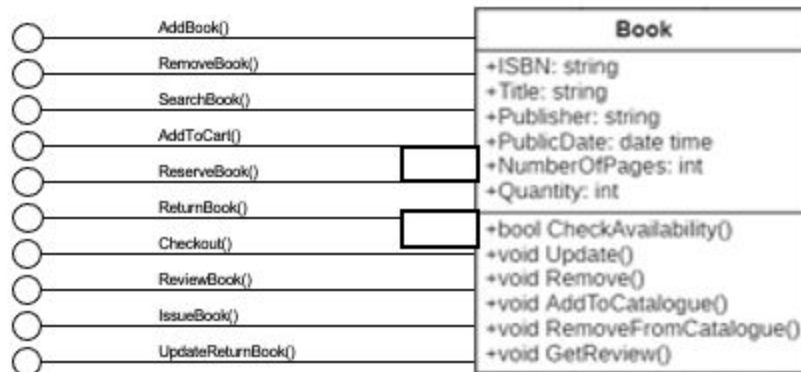 AddBook()
RemoveBook()
SearchBook()
AddToCart()
ReserveBook()
ReturnBook()
Checkout()
ReviewBook()
IssueBook()
UpdateReturnBook()
Book
+ISBN: string
+Title: string
+Publisher: string
+PublicDate: date time
+NumberOfPages: int
+Quantity: int
+bool CheckAvailability()
+void Update()
+void Remove()
+void AddToCatalogue()
+void RemoveFromCatalogue()
+void GetReview()